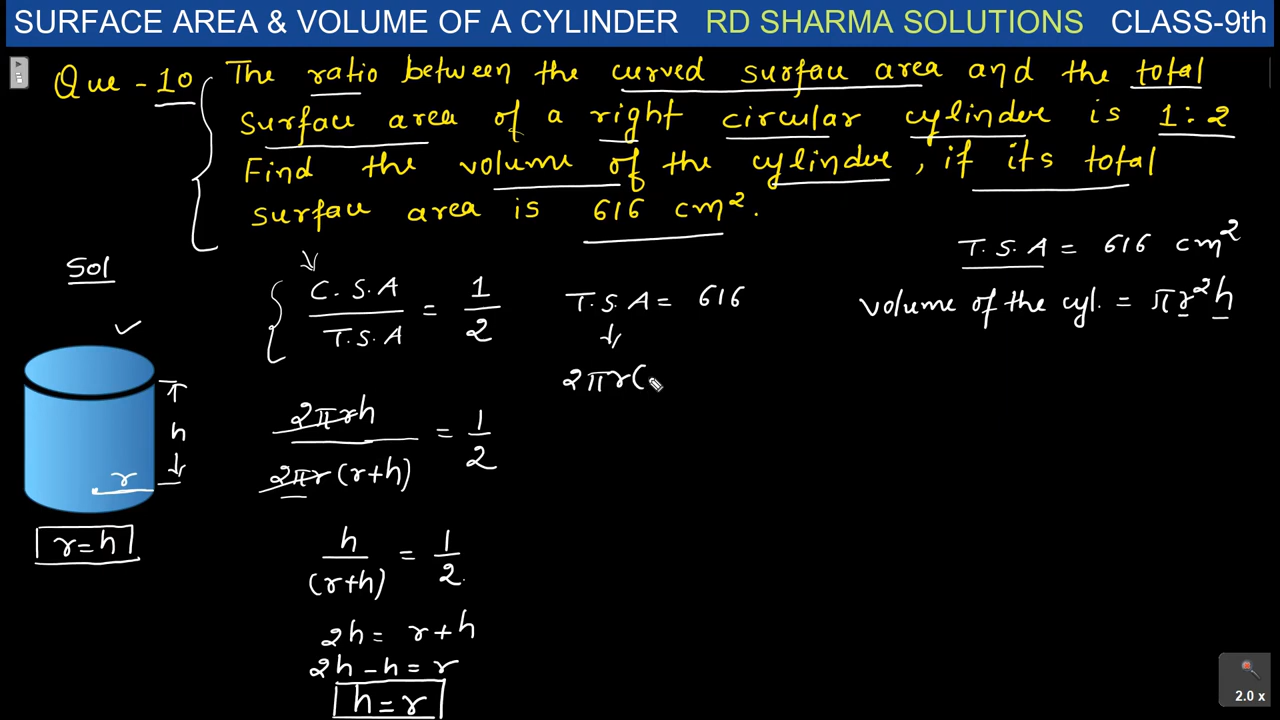 SURFACE AREA & VOLUME OF A CYLINDER RD SHARMA SOLUTIONS CLASS-9th
Que - 10 The ratio between the curved surface area and the total
surface area of a right circular cylinder is 1:2
Find the volume of the cylinder, if its total
surface area is 616 cm².
Sol
r
h
r=h
C.S.A / T.S.A = 1/2
2πrh / 2πr(r+h) = 1/2
h / (r+h) = 1/2
2h = r+h
2h - h = r
h = r
T.S.A = 616
2πr(
T.S.A = 616 cm²
volume of the cyl. = πr²h
2.0 x